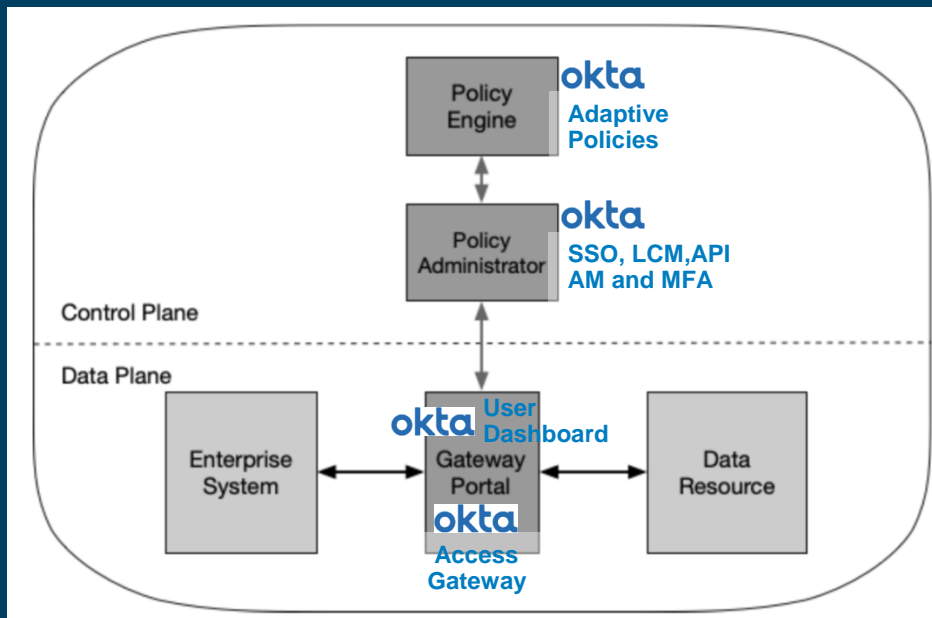 Policy
Engine
okta
Adaptive
Policies
Policy
Administrator
okta
SSO, LCM,API
AM and MFA
Control Plane
Data Plane
Enterprise
System
okta
User
Dashboard
Gateway
Portal
okta
Access
Gateway
Data
Resource